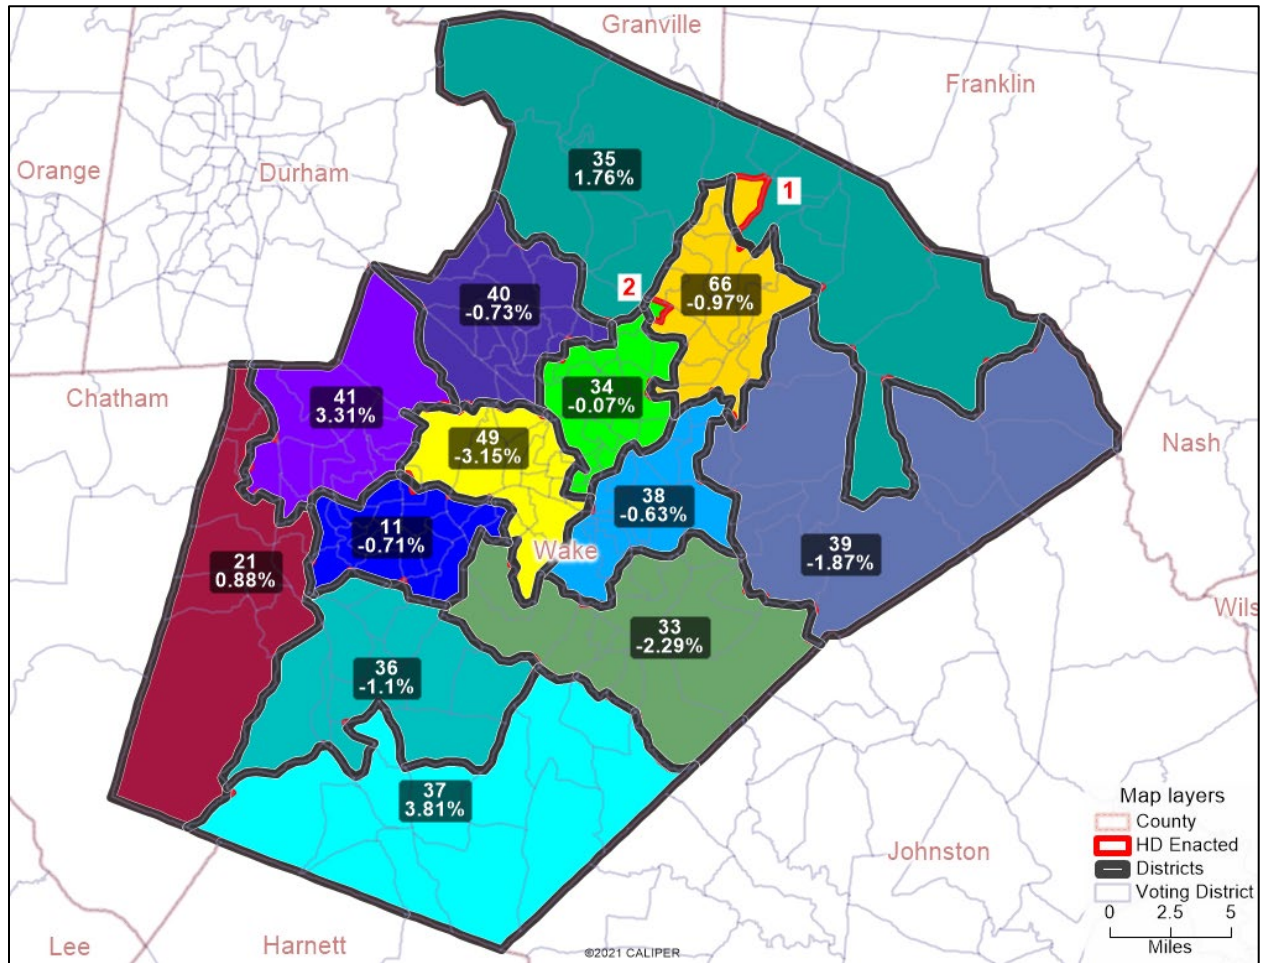 Granville
Franklin
Orange
Durham
35
1.76%
1
2
66
-0.97%
40
-0.73%
Chatham
41
3.31%
34
-0.07%
49
-3.15%
Nash
38
-0.63%
11
-0.71%
Wake
39
-1.87%
21
0.88%
Wils
33
-2.29%
36
-1.1%
37
3.81%
Map layers
County
HD Enacted
Districts
Voting District
0 2.5 5
Miles
Johnston
Lee
Harnett
©2021 CALIPER